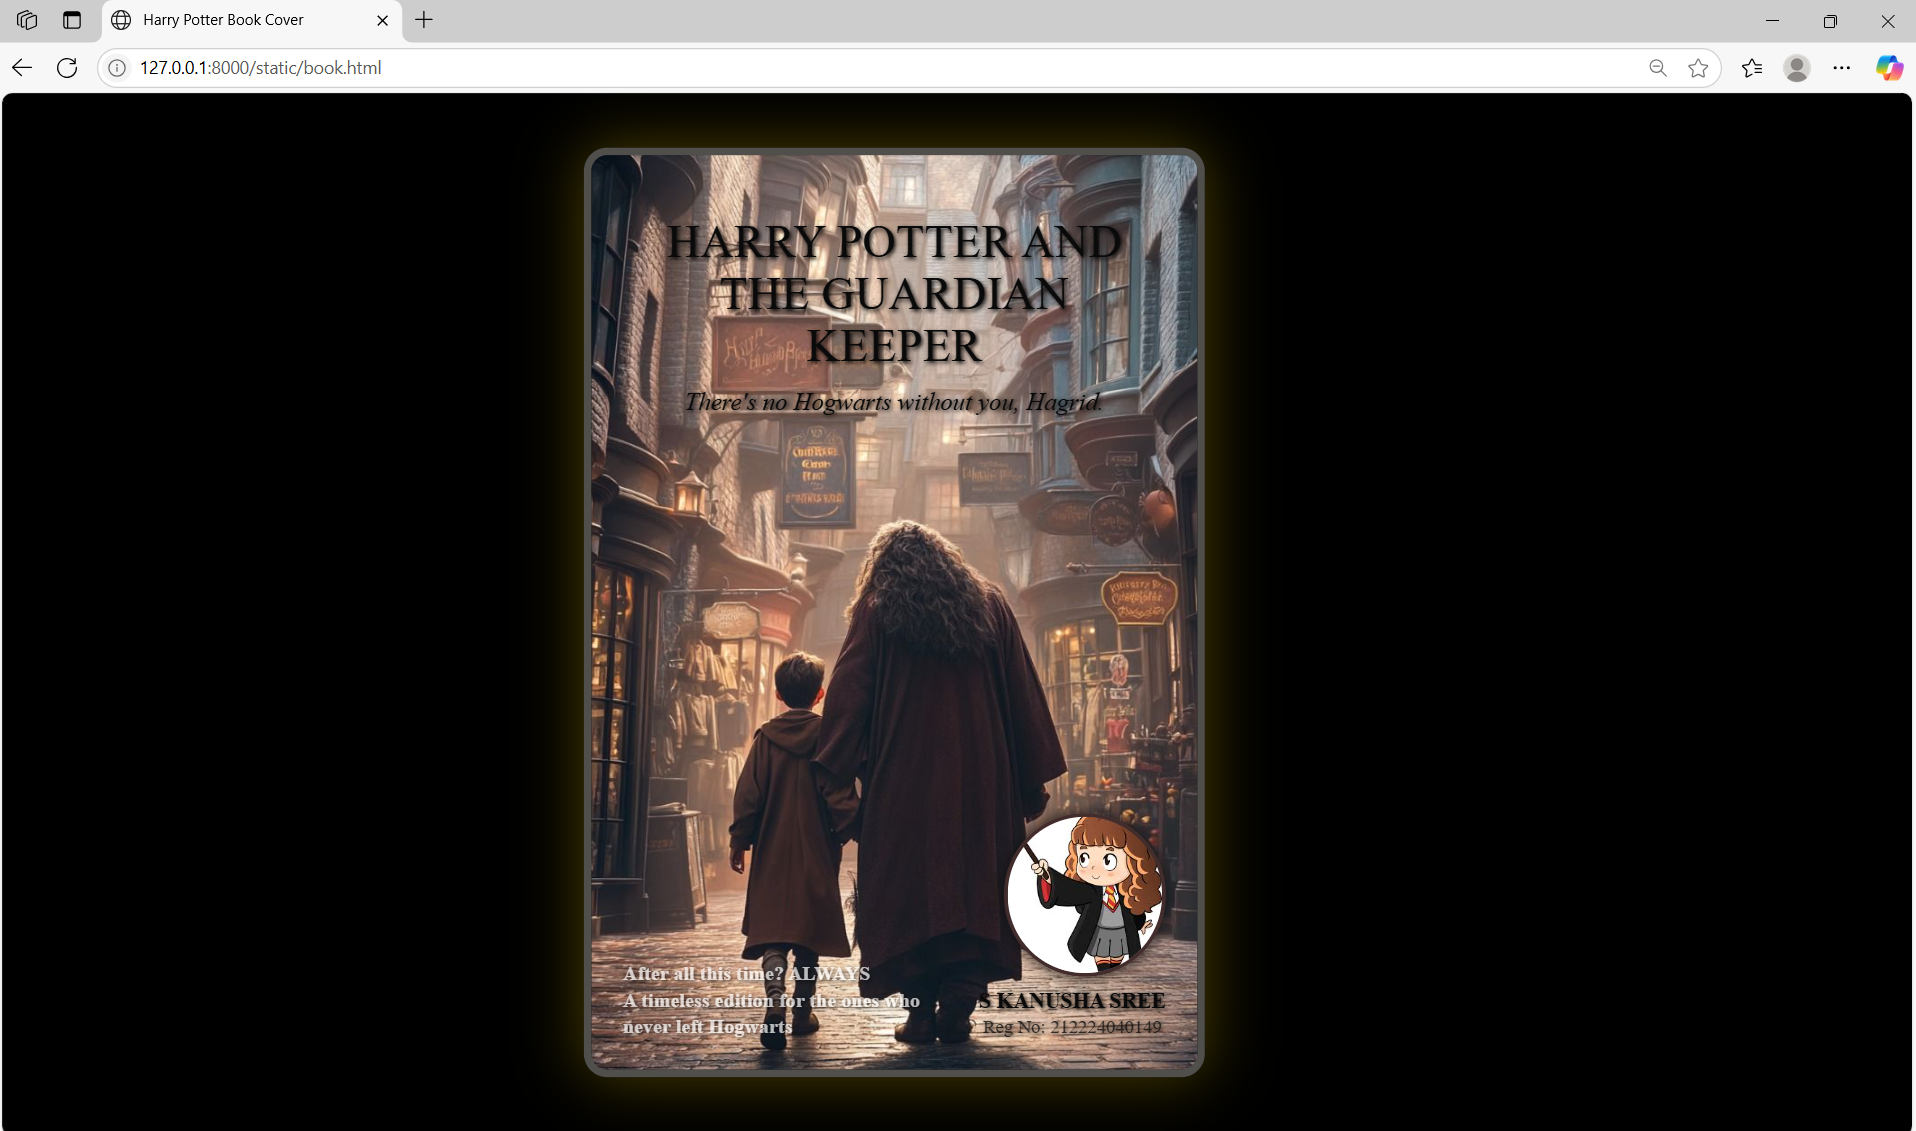 Harry Potter Book Cover
127.0.0.1:8000/static/book.html
HARRY POTTER AND
THE GUARDIAN
KEEPER
There's no Hogwarts without you, Hagrid.
After all this time? ALWAYS
A timeless edition for the ones who
never left Hogwarts
S KANUSHA SREE
Reg No: 212224040149